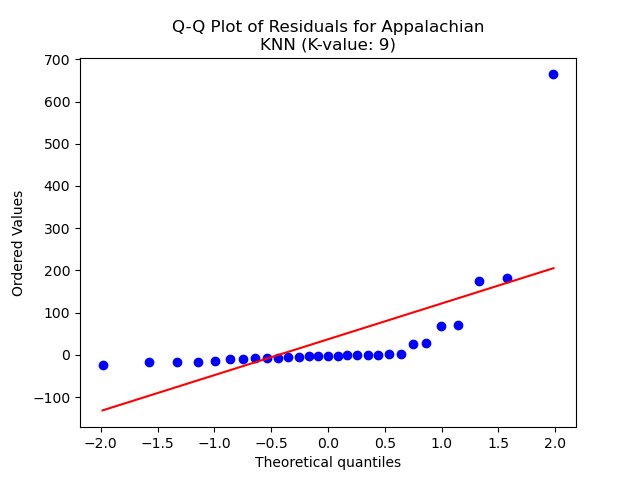 Q-Q Plot of Residuals for Appalachian
KNN (K-value: 9)
700
600
500
400
300
200
100
0
−100
Ordered Values
−2.0 −1.5 −1.0 −0.5 0.0 0.5 1.0 1.5 2.0
Theoretical quantiles